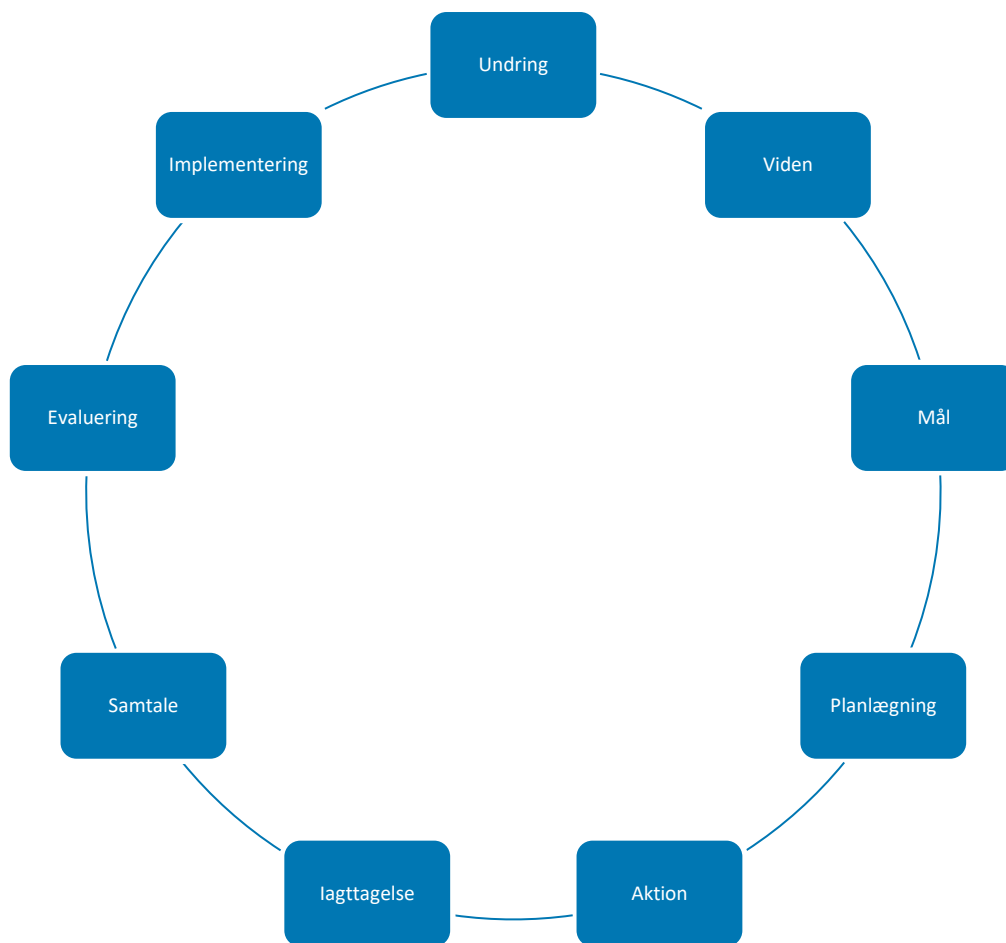 Undring
Viden
Mål
Planlægning
Aktion
Iagttagelse
Samtale
Evaluering
Implementering